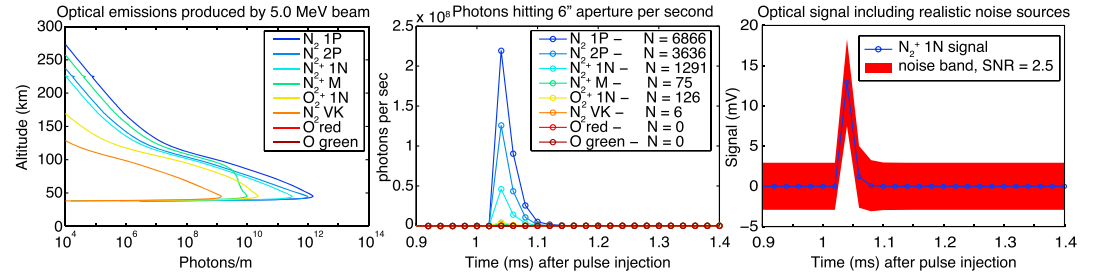 Optical emissions produced by 5.0 MeV beam
Altitude (km)
300
250
200
150
100
50
0
10^4
10^6
10^8
10^10
10^12
10^14
Photons/m
N2 1P
N2 2P
N2+ 1N
N2+ M
O2+ 1N
N2 VK
O red
O green
Photons hitting 6” aperture per second
x 10^8
photons per sec
2.5
2
1.5
1
0.5
0
0.9
1
1.1
1.2
1.3
1.4
Time (ms) after pulse injection
N2 1P – N = 6866
N2 2P – N = 3636
N2+ 1N – N = 1291
N2+ M – N = 75
O2+ 1N – N = 126
N2 VK – N = 6
O red – N = 0
O green – N = 0
Optical signal including realistic noise sources
Signal (mV)
20
15
10
5
0
−5
0.9
1
1.1
1.2
1.3
1.4
Time (ms) after pulse injection
N2+ 1N signal
noise band, SNR = 2.5